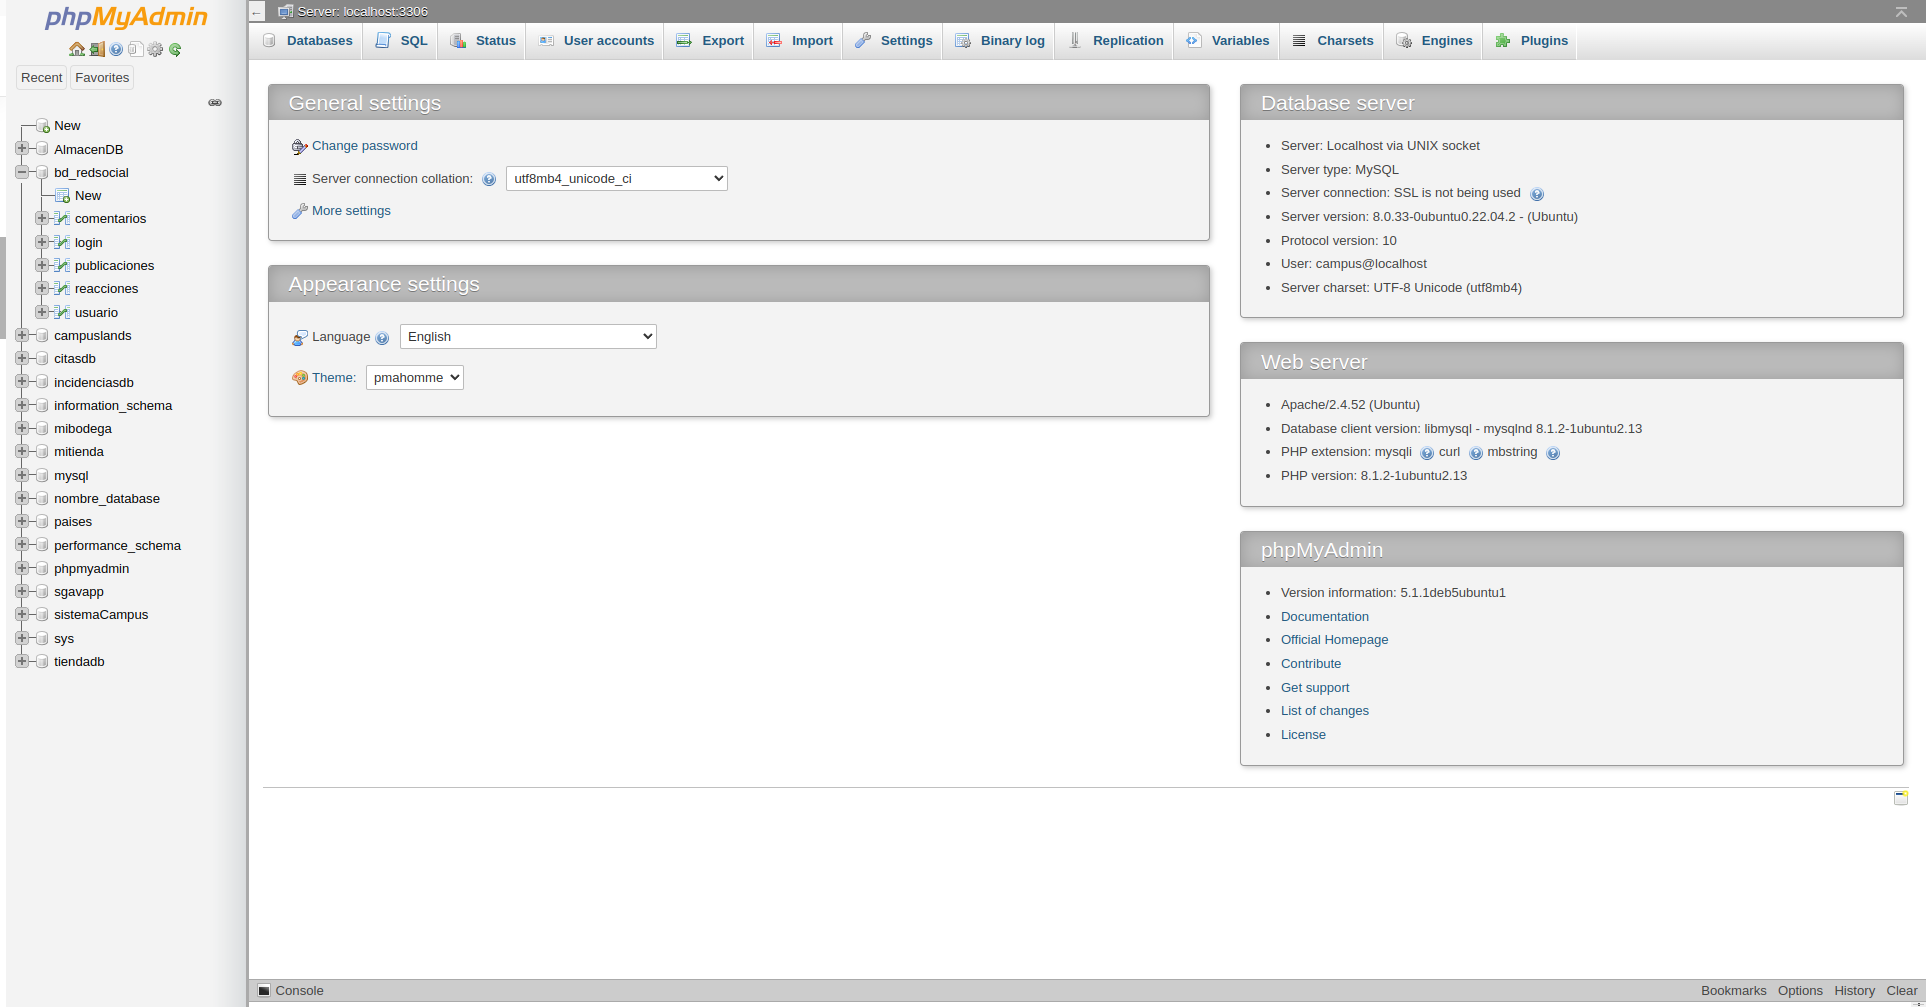 phpMyAdmin
Recent Favorites
New
AlmacenDB
bd_redsocial
New
comentarios
login
publicaciones
reacciones
usuario
campuslands
citasdb
incidenciasdb
information_schema
mibodega
mitienda
mysql
nombre_database
paises
performance_schema
phpmyadmin
sgavapp
sistemaCampus
sys
tiendadb
Server: localhost:3306
Databases SQL Status User accounts Export Import Settings Binary log Replication Variables Charsets Engines Plugins
General settings
Change password
Server connection collation: utf8mb4_unicode_ci
More settings
Appearance settings
Language English
Theme: pmahomme
Database server
Server: Localhost via UNIX socket
Server type: MySQL
Server connection: SSL is not being used
Server version: 8.0.33-0ubuntu0.22.04.2 - (Ubuntu)
Protocol version: 10
User: campus@localhost
Server charset: UTF-8 Unicode (utf8mb4)
Web server
Apache/2.4.52 (Ubuntu)
Database client version: libmysql - mysqlnd 8.1.2-1ubuntu2.13
PHP extension: mysqli curl mbstring
PHP version: 8.1.2-1ubuntu2.13
phpMyAdmin
Version information: 5.1.1deb5ubuntu1
Documentation
Official Homepage
Contribute
Get support
List of changes
License
Console Bookmarks Options History Clear